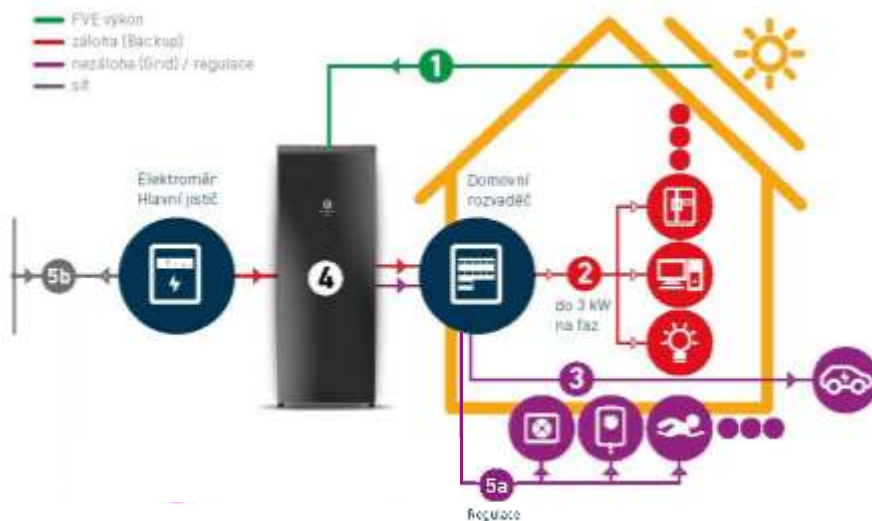 FVE výkon
záloha (Backup)
nezáloha (Grid) / regulace
síť
1
Elektroměr
Hlavní jistič
Domovní
rozvaděč
5b
4
2
do 3 kW
na fáz
3
5a
Regulace